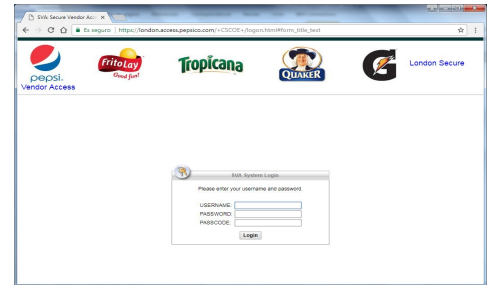 SVA: Secure Vendor Acc
Es seguro | https://london.access.pepsico.com/+CSCOE+/logon.html#form_title_text
pepsi.
Vendor Access
FritoLay
Good fun!
Tropicana
QUAKER
G
London Secure
SVA System Login
Please enter your username and password.
USERNAME:
PASSWORD:
PASSCODE:
Login